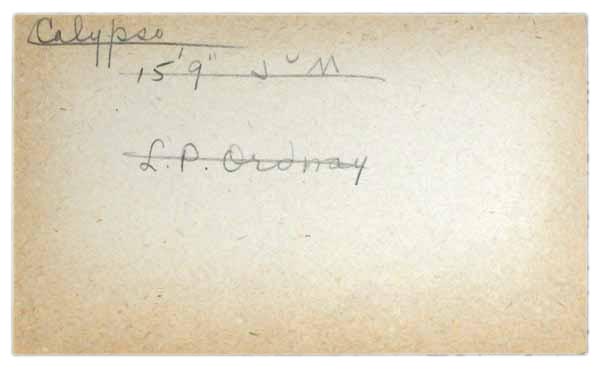 Calypso
15'9" J M
L.P. Ordway